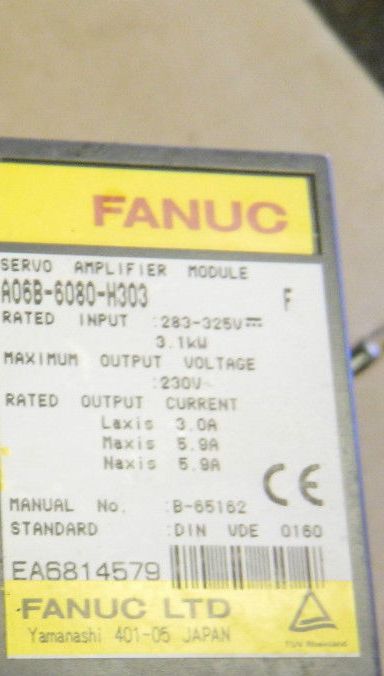 FANUC
SERVO AMPLIFIER MODULE
A06B-6080-H303 F
RATED INPUT :283-325V⎓
3.1kW
MAXIMUM OUTPUT VOLTAGE
:230V~
RATED OUTPUT CURRENT
Laxis 3.0A
Maxis 5.9A
Naxis 5.9A
CE
MANUAL No. :B-65162
STANDARD :DIN VDE 0160
EA6814579
FANUC LTD
Yamanashi 401-05 JAPAN
TÜV Rheinland